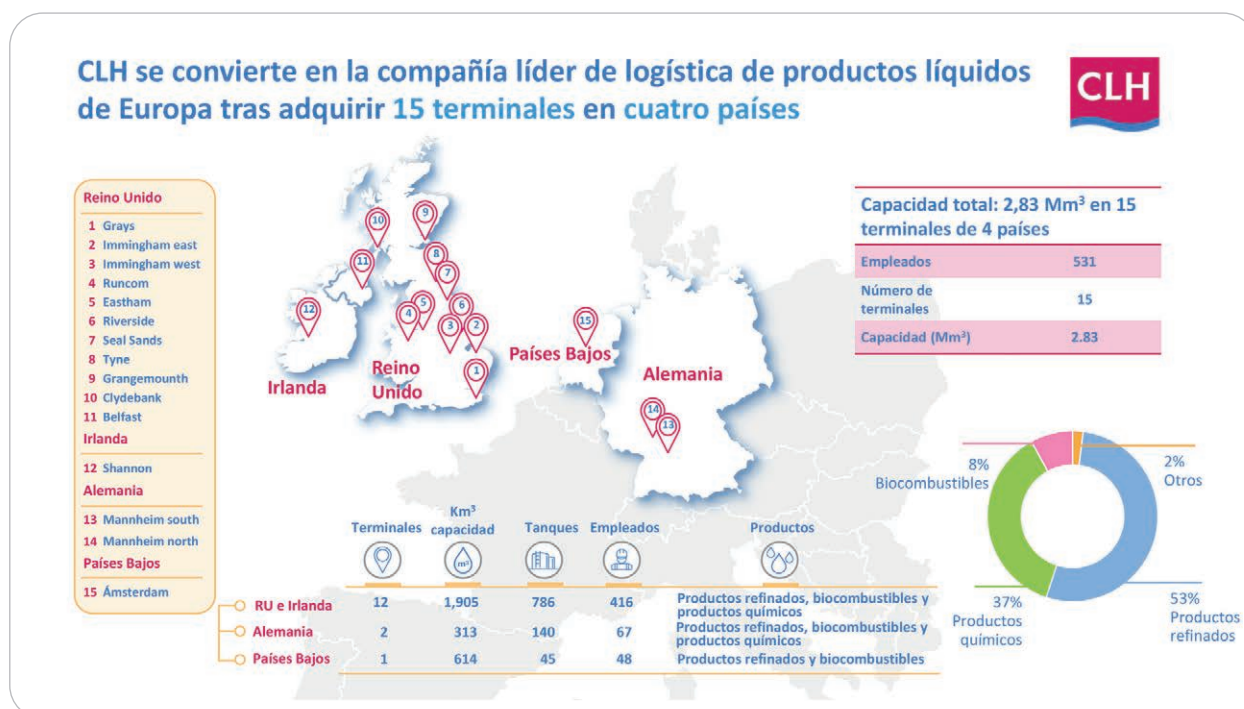 CLH se convierte en la compañía líder de logística de productos líquidos
de Europa tras adquirir 15 terminales en cuatro países
CLH
Reino Unido
1 Grays
2 Immingham east
3 Immingham west
4 Runcom
5 Eastham
6 Riverside
7 Seal Sands
8 Tyne
9 Grangemounth
10 Clydebank
11 Belfast
Irlanda
12 Shannon
Alemania
13 Mannheim south
14 Mannheim north
Países Bajos
15 Ámsterdam
10
9
11
8
7
12
5
6
4
3
2
1
Irlanda
Reino
Unido
15
Países Bajos
Alemania
14
13
Capacidad total: 2,83 Mm³ en 15
terminales de 4 países
Empleados 531
Número de
terminales 15
Capacidad (Mm³) 2.83
8%
Biocombustibles
2%
Otros
37%
Productos
químicos
53%
Productos
refinados
Terminales
Km³
capacidad
Tanques
Empleados
Productos
m³
RU e Irlanda 12 1,905 786 416 Productos refinados, biocombustibles y
productos químicos
Alemania 2 313 140 67 Productos refinados, biocombustibles y
productos químicos
Países Bajos 1 614 45 48 Productos refinados y biocombustibles